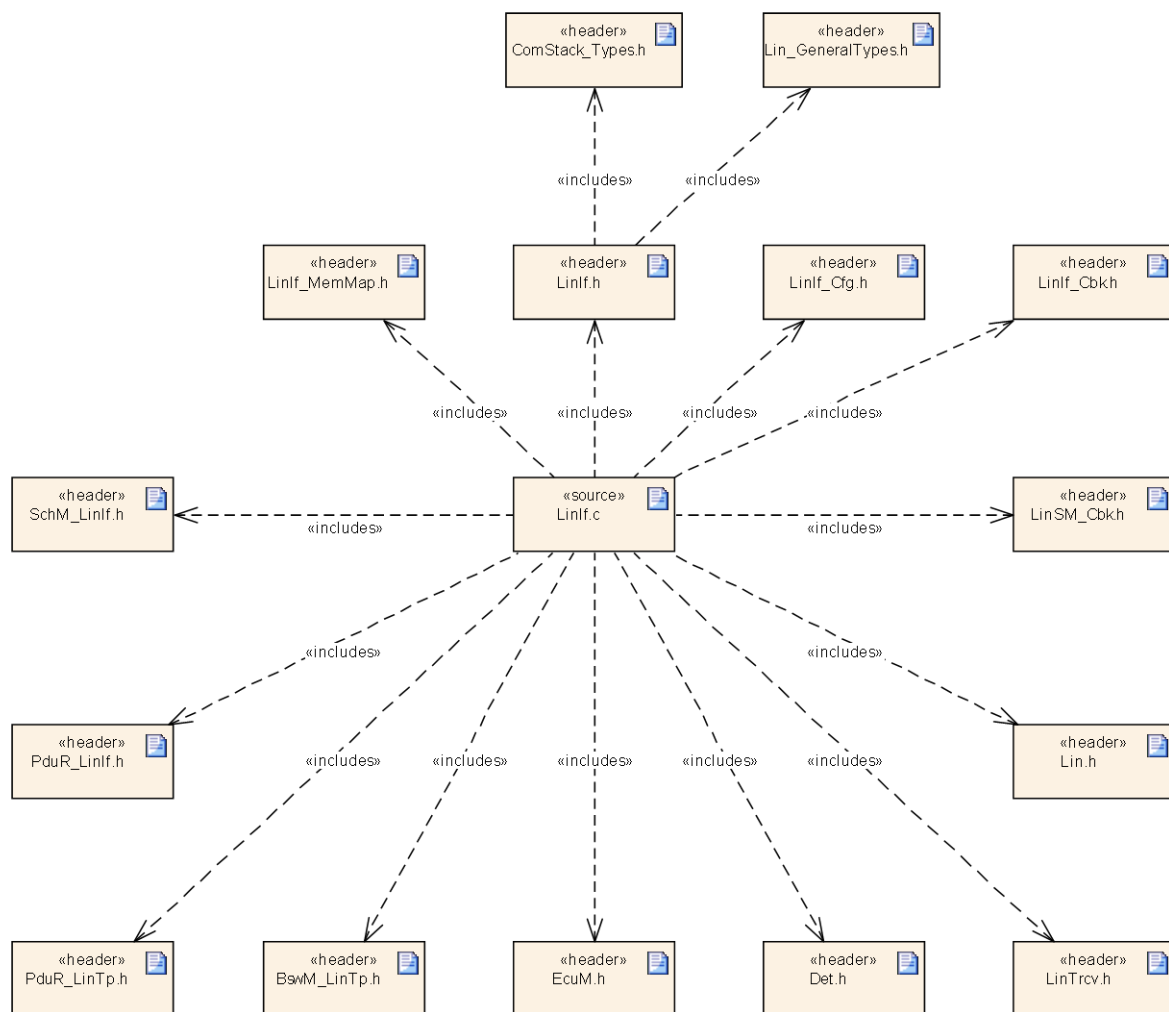 «header»
ComStack_Types.h
«header»
Lin_GeneralTypes.h
«includes»
«includes»
«header»
LinIf_MemMap.h
«header»
LinIf.h
«header»
LinIf_Cfg.h
«header»
LinIf_Cbk.h
«includes»
«includes»
«includes»
«includes»
«header»
SchM_LinIf.h
«source»
LinIf.c
«header»
LinSM_Cbk.h
«includes»
«includes»
«includes»
«includes»
«header»
PduR_LinIf.h
«header»
Lin.h
«includes»
«includes»
«includes»
«includes»
«includes»
«header»
PduR_LinTp.h
«header»
BswM_LinTp.h
«header»
EcuM.h
«header»
Det.h
«header»
LinTrcv.h